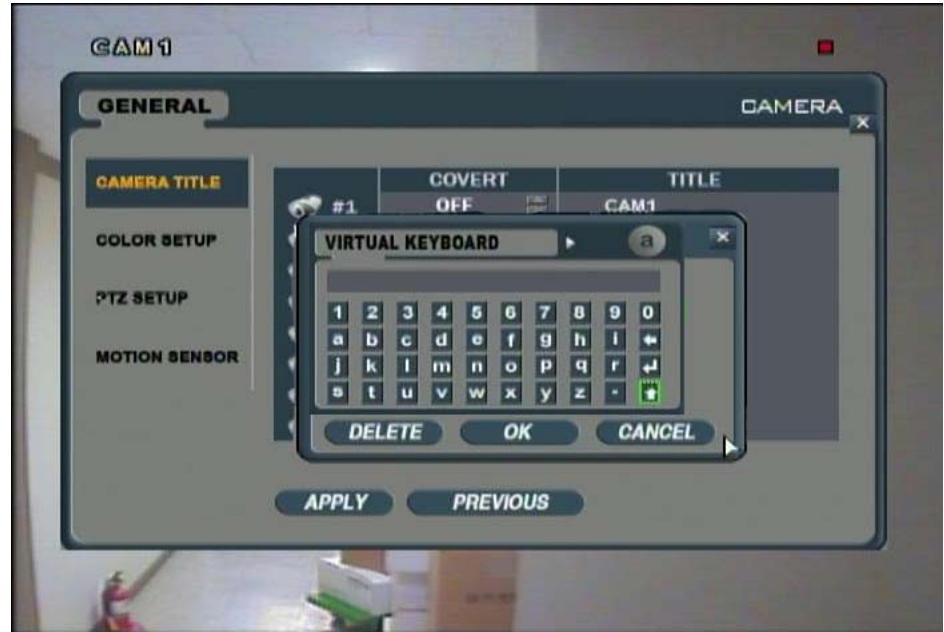 CAM1
GENERAL
CAMERA
CAMERA TITLE
COVERT TITLE
#1 OFF CAM1
COLOR SETUP
VIRTUAL KEYBOARD a
PTZ SETUP
1 2 3 4 5 6 7 8 9 0
a b c d e f g h i
MOTION SENSOR
j k l m n o p q r
s t u v w x y z -
DELETE OK CANCEL
APPLY PREVIOUS